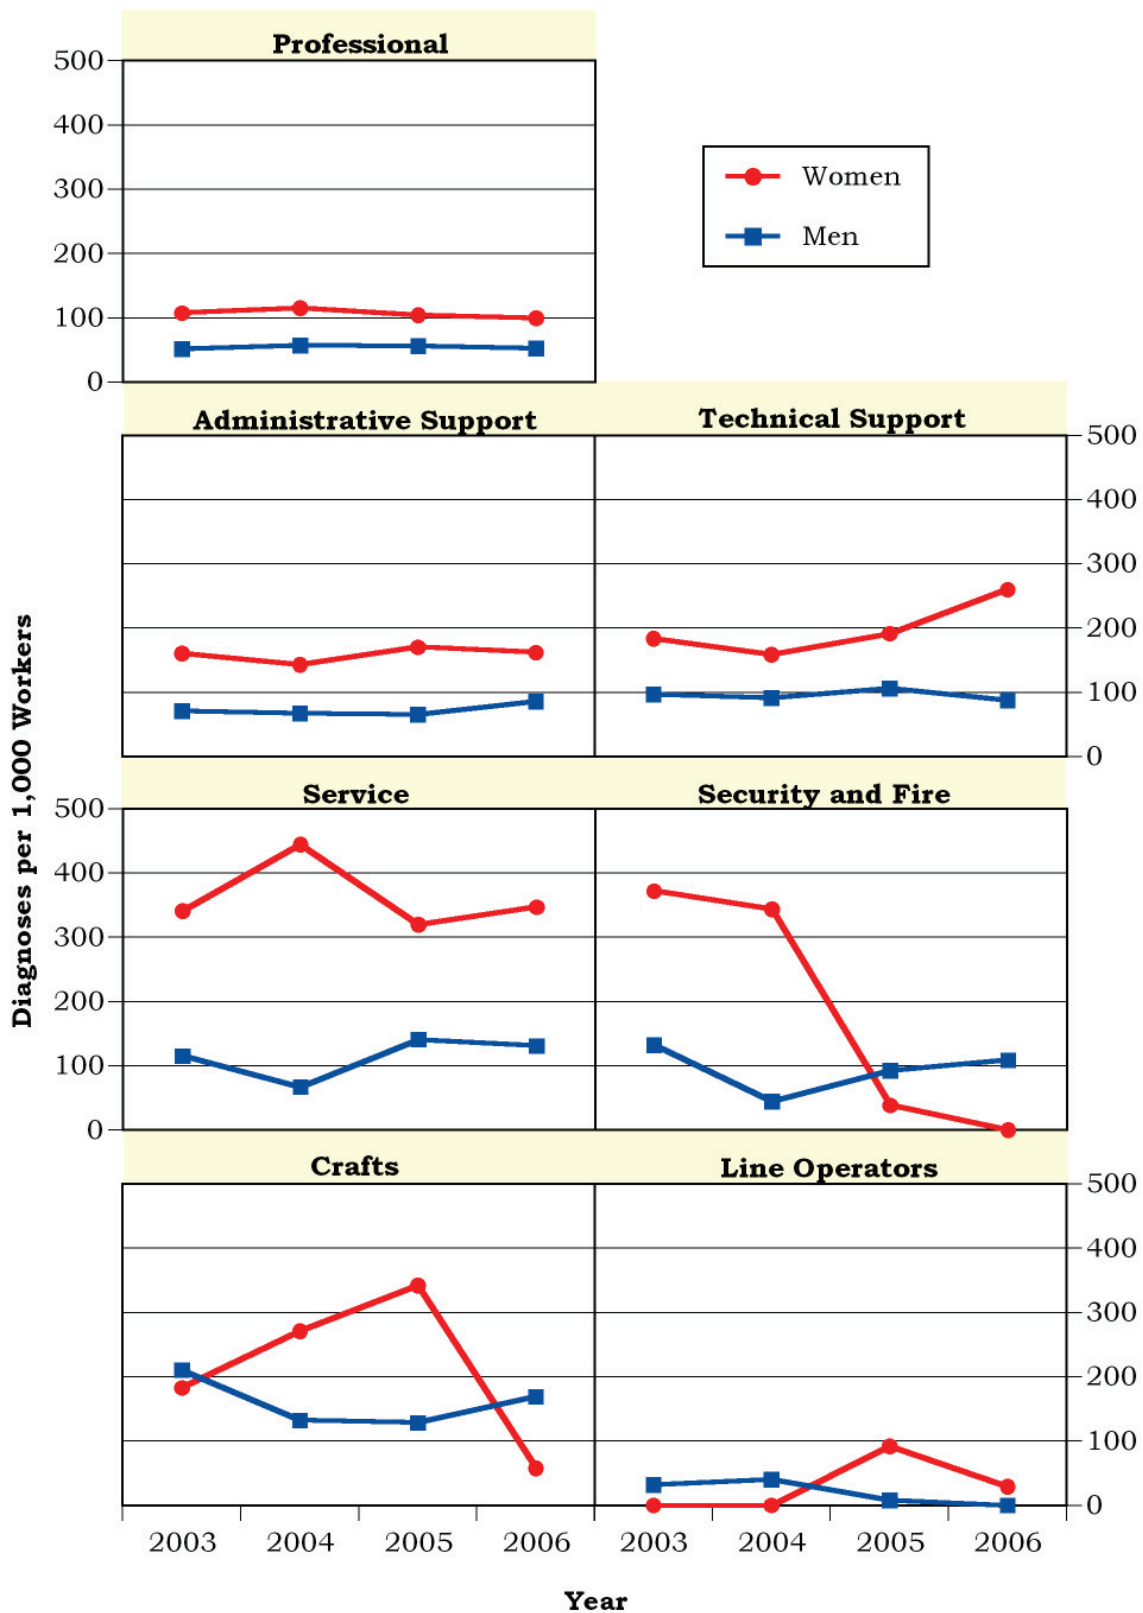 Professional
500
400
300
200
100
0
Women
Men
Administrative Support
Technical Support
500
400
300
200
100
0
Diagnoses per 1,000 Workers
Service
Security and Fire
500
400
300
200
100
0
Crafts
Line Operators
500
400
300
200
100
0
2003 2004 2005 2006 2003 2004 2005 2006
Year